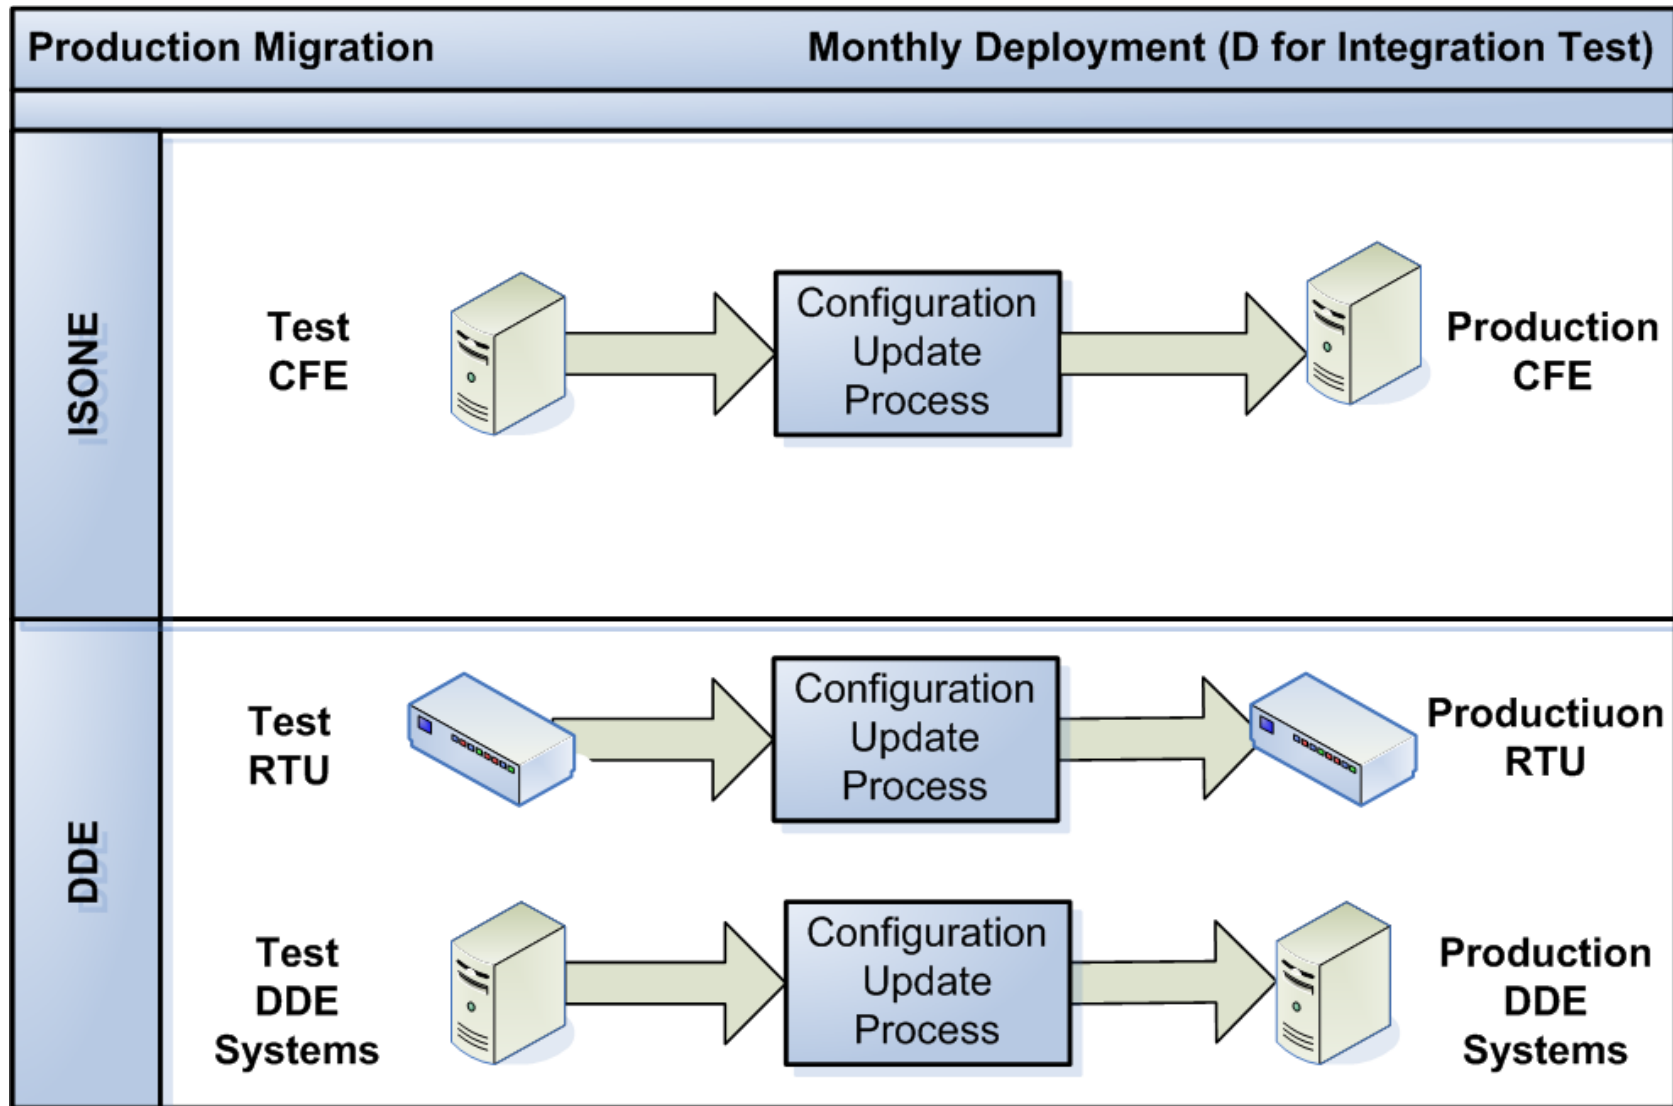 Production Migration
Monthly Deployment (D for Integration Test)
ISONE
Test
CFE
Configuration
Update
Process
Production
CFE
DDE
Test
RTU
Configuration
Update
Process
Productiuon
RTU
Test
DDE
Systems
Configuration
Update
Process
Production
DDE
Systems